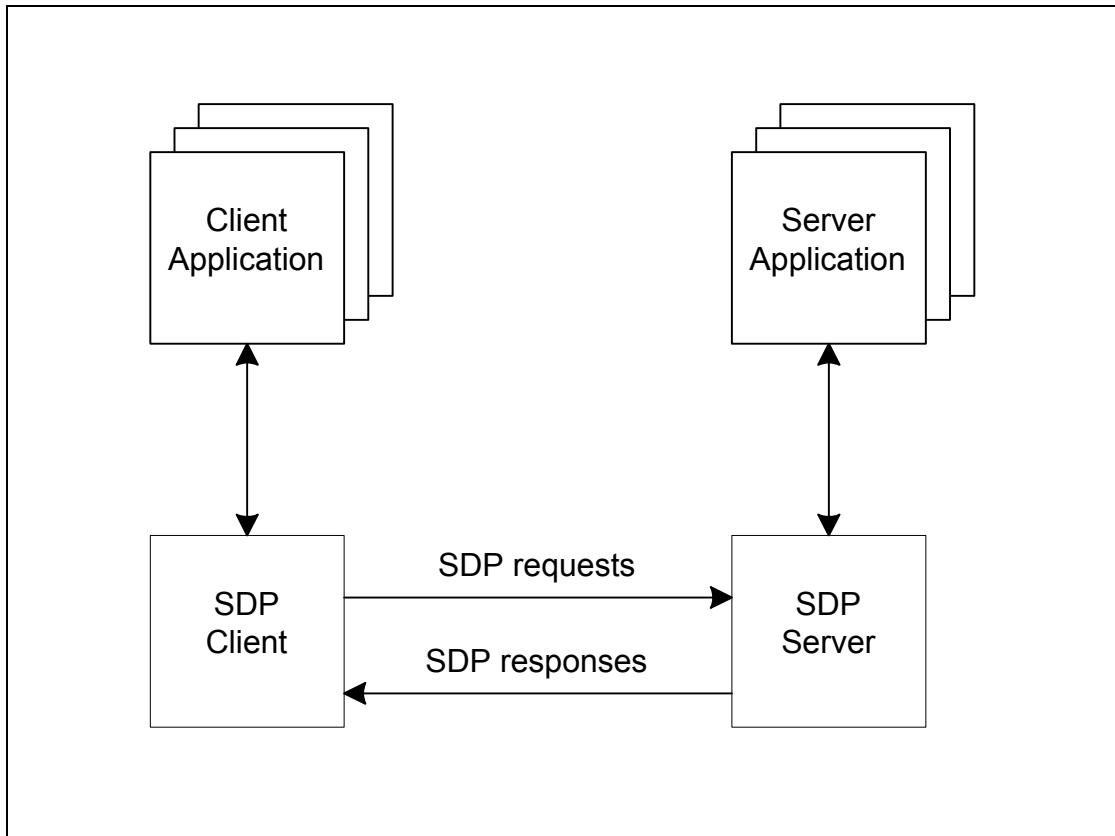 Client
Application
Server
Application
SDP requests
SDP
Client
SDP
Server
SDP responses